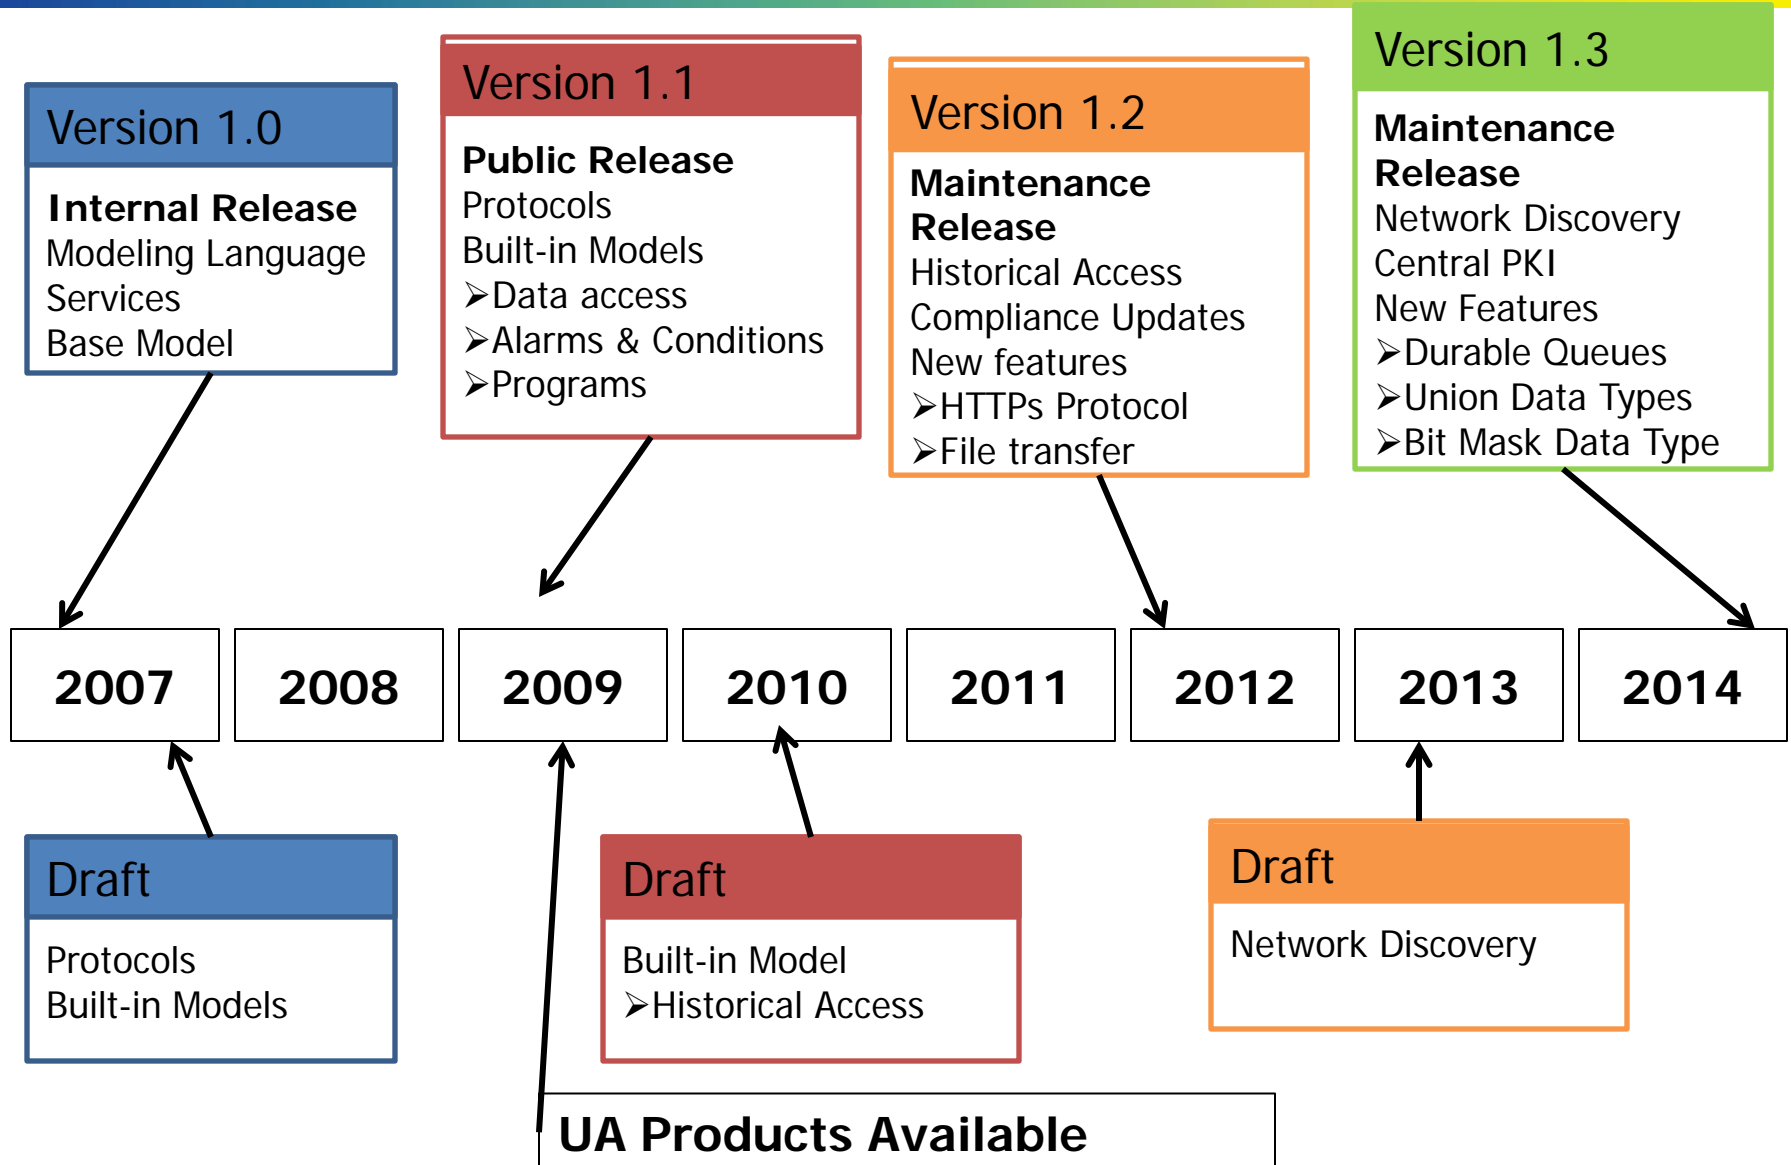 Version 1.0
Internal Release
Modeling Language
Services
Base Model
Version 1.1
Public Release
Protocols
Built-in Models
➢Data access
➢Alarms & Conditions
➢Programs
Version 1.2
Maintenance
Release
Historical Access
Compliance Updates
New features
➢HTTPs Protocol
➢File transfer
Version 1.3
Maintenance
Release
Network Discovery
Central PKI
New Features
➢Durable Queues
➢Union Data Types
➢Bit Mask Data Type
2007
2008
2009
2010
2011
2012
2013
2014
Draft
Protocols
Built-in Models
Draft
Built-in Model
➢Historical Access
Draft
Network Discovery
UA Products Available